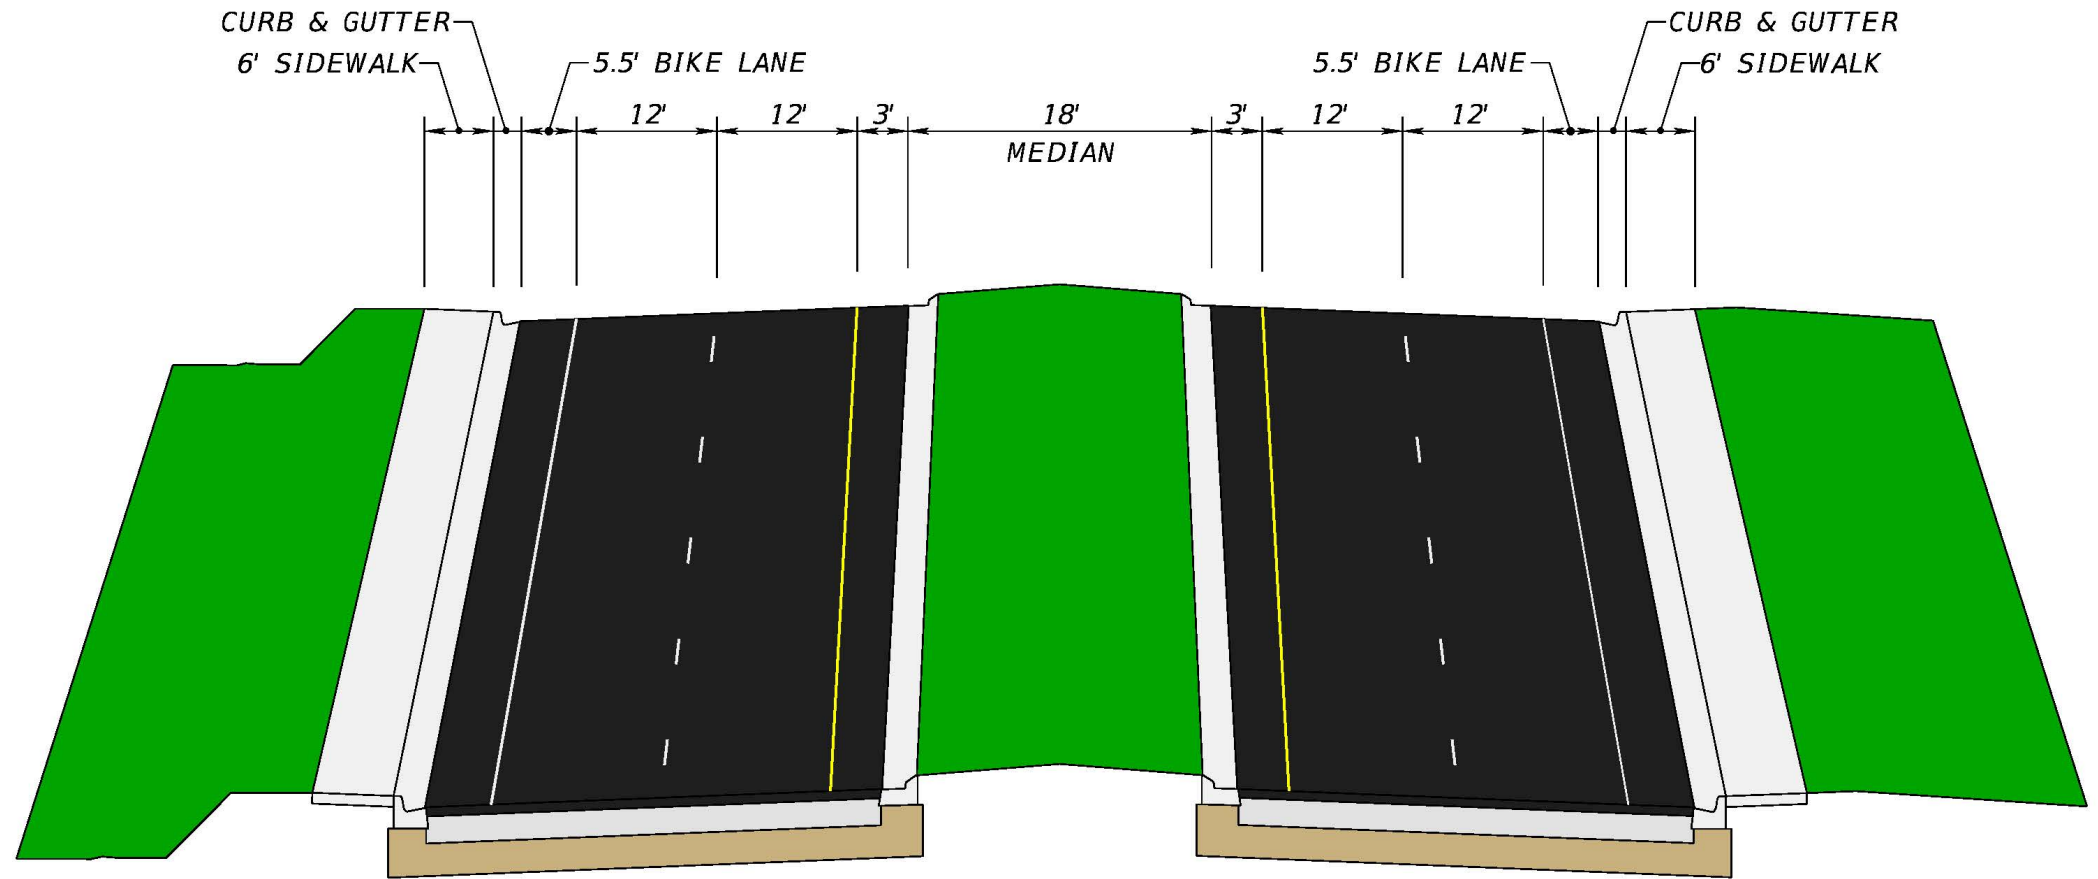 CURB & GUTTER
CURB & GUTTER
6' SIDEWALK
5.5' BIKE LANE
5.5' BIKE LANE
6' SIDEWALK
12'
12'
3'
18'
3'
12'
12'
MEDIAN